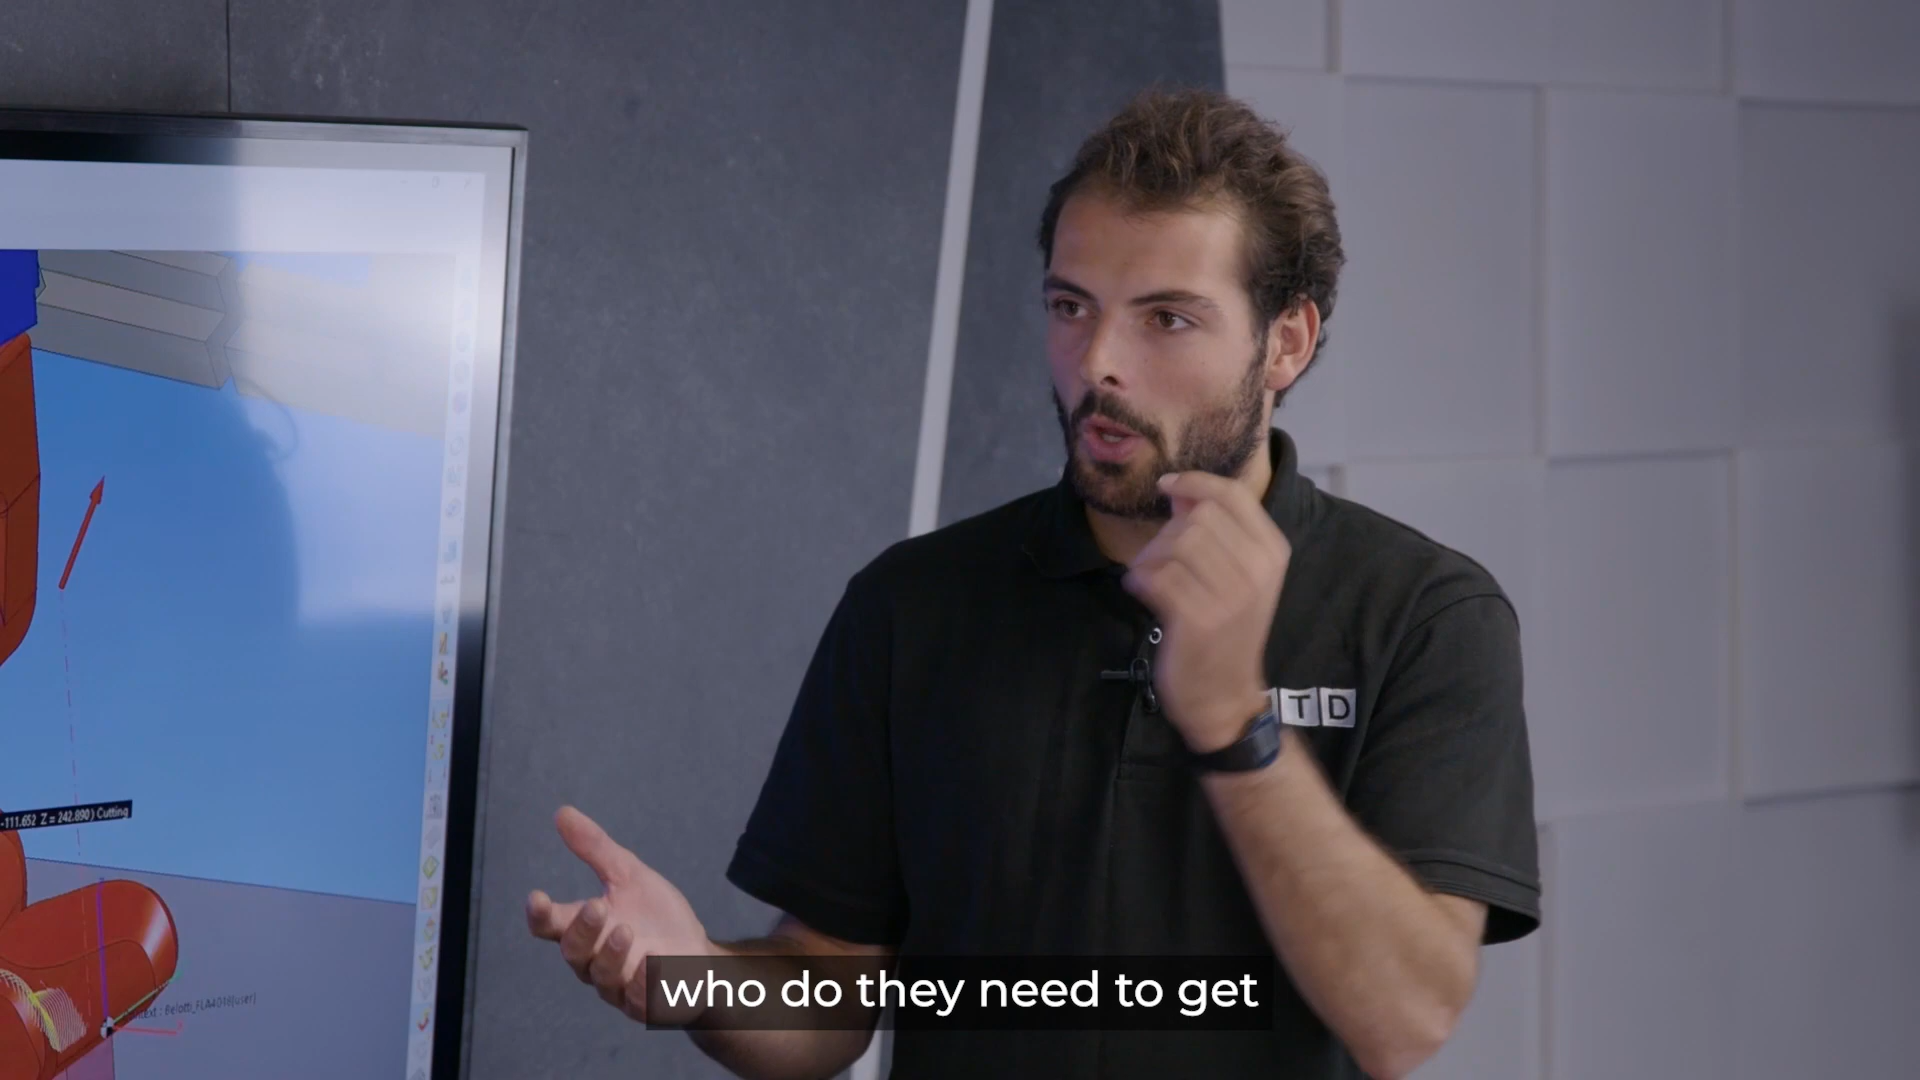 -111.652 Z = 242.890) Cutting
TD
who do they need to get